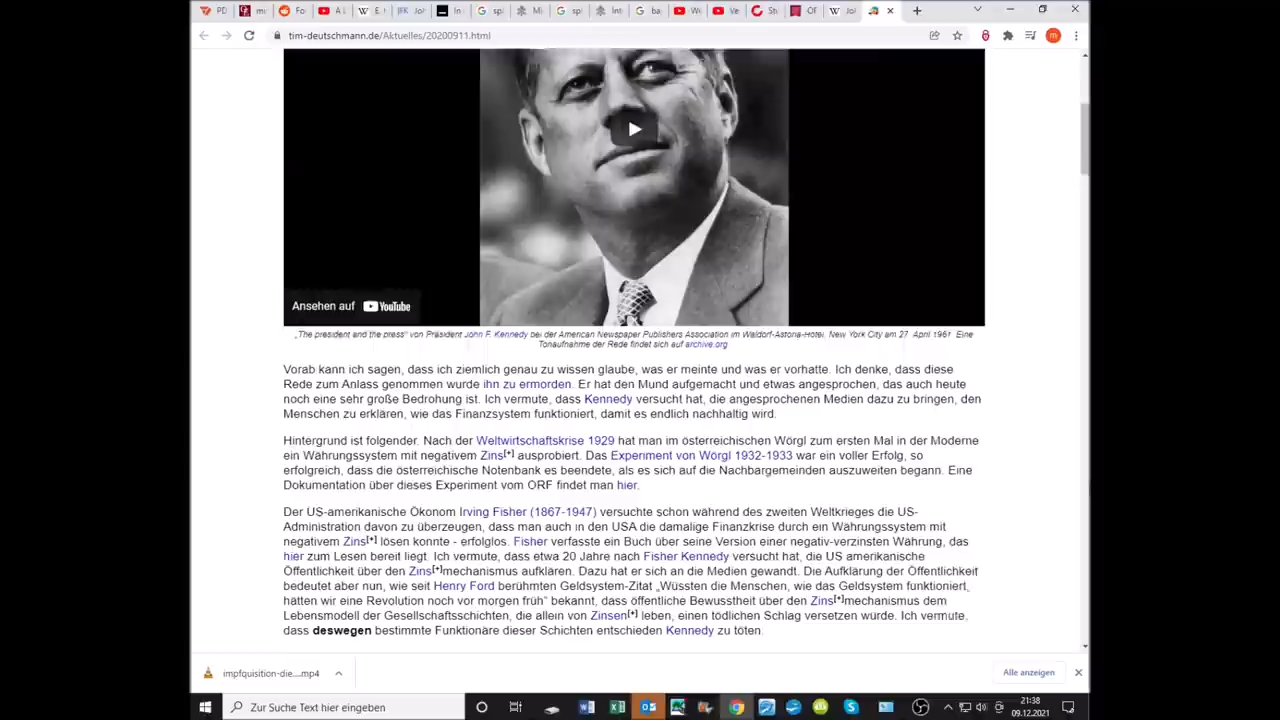 PD
A L
W E. 
JFK Joh
In 
G spi
Mi
G spi
Int
G ba
We
Ve
Sti
W Joh
OF
tim-deutschmann.de/Aktuelles/20200911.html
m
Ansehen auf YouTube
„The president and the press“ von Präsident John F. Kennedy bei der American Newspaper Publishers Association im Waldorf-Astoria-Hotel, New York City am 27. April 1961. Eine
Tonaufnahme der Rede findet sich auf archive.org
Vorab kann ich sagen, dass ich ziemlich genau zu wissen glaube, was er meinte und was er vorhatte. Ich denke, dass diese
Rede zum Anlass genommen wurde ihn zu ermorden. Er hat den Mund aufgemacht und etwas angesprochen, das auch heute
noch eine sehr große Bedrohung ist. Ich vermute, dass Kennedy versucht hat, die angesprochenen Medien dazu zu bringen, den
Menschen zu erklären, wie das Finanzsystem funktioniert, damit es endlich nachhaltig wird.
Hintergrund ist folgender. Nach der Weltwirtschaftskrise 1929 hat man im österreichischen Wörgl zum ersten Mal in der Moderne
ein Währungssystem mit negativem Zins[+] ausprobiert. Das Experiment von Wörgl 1932-1933 war ein voller Erfolg, so
erfolgreich, dass die österreichische Notenbank es beendete, als es sich auf die Nachbargemeinden auszuweiten begann. Eine
Dokumentation über dieses Experiment vom ORF findet man hier.
Der US-amerikanische Ökonom Irving Fisher (1867-1947) versuchte schon während des zweiten Weltkrieges die US-
Administration davon zu überzeugen, dass man auch in den USA die damalige Finanzkrise durch ein Währungssystem mit
negativem Zins[+] lösen könnte - erfolglos. Fisher verfasste ein Buch über seine Version einer negativ-verzinsten Währung, das
hier zum Lesen bereit liegt. Ich vermute, dass etwa 20 Jahre nach Fisher Kennedy versucht hat, die US amerikanische
Öffentlichkeit über den Zins[+]mechanismus aufklären. Dazu hat er sich an die Medien gewandt. Die Aufklärung der Öffentlichkeit
bedeutet aber nun, wie seit Henry Ford berühmten Geldsystem-Zitat „Wüssten die Menschen, wie das Geldsystem funktioniert,
hätten wir eine Revolution noch vor morgen früh“ bekannt, dass öffentliche Bewusstheit über den Zins[+]mechanismus dem
Lebensmodell der Gesellschaftsschichten, die allein von Zinsen[+] leben, einen tödlichen Schlag versetzen würde. Ich vermute,
dass deswegen bestimmte Funktionäre dieser Schichten entschieden Kennedy zu töten.
impfquisition-die....mp4
Alle anzeigen
Zur Suche Text hier eingeben
21:38
09.12.2021